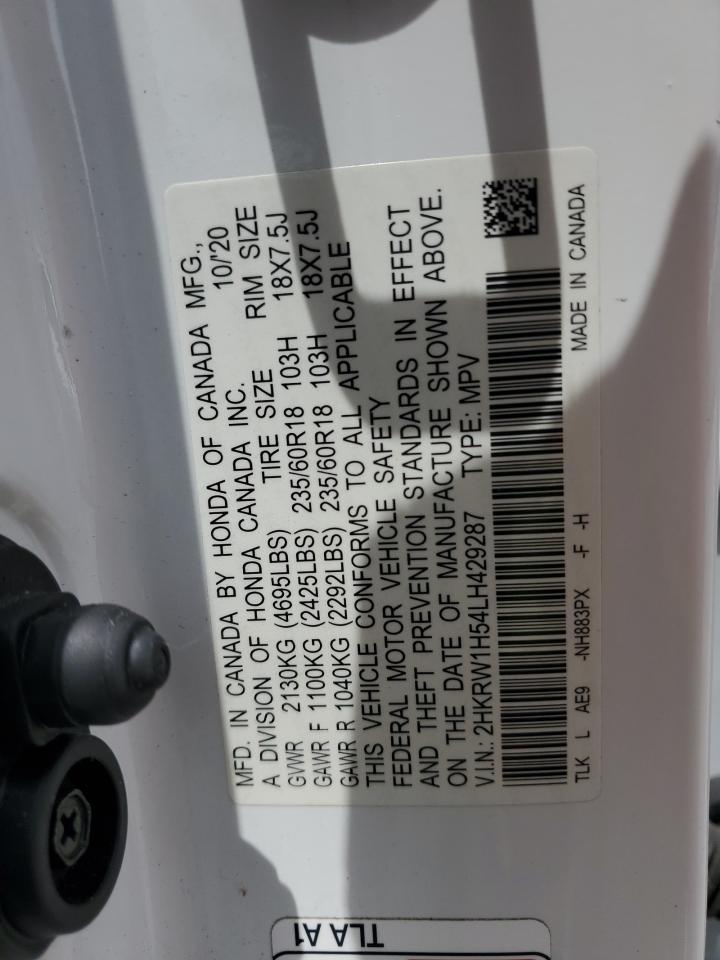 MFD. IN CANADA BY HONDA OF CANADA MFG.,
A DIVISION OF HONDA CANADA INC. 10/'20
GVWR 2130KG (4695LBS) TIRE SIZE RIM SIZE
GAWR F 1100KG (2425LBS) 235/60R18 103H 18X7.5J
GAWR R 1040KG (2292LBS) 235/60R18 103H 18X7.5J
THIS VEHICLE CONFORMS TO ALL APPLICABLE
FEDERAL MOTOR VEHICLE SAFETY
AND THEFT PREVENTION STANDARDS IN EFFECT
ON THE DATE OF MANUFACTURE SHOWN ABOVE.
V.I.N.: 2HKRW1H54LH429287 TYPE: MPV
TLK L AE9 -NH883PX -F -H MADE IN CANADA
TLA A1